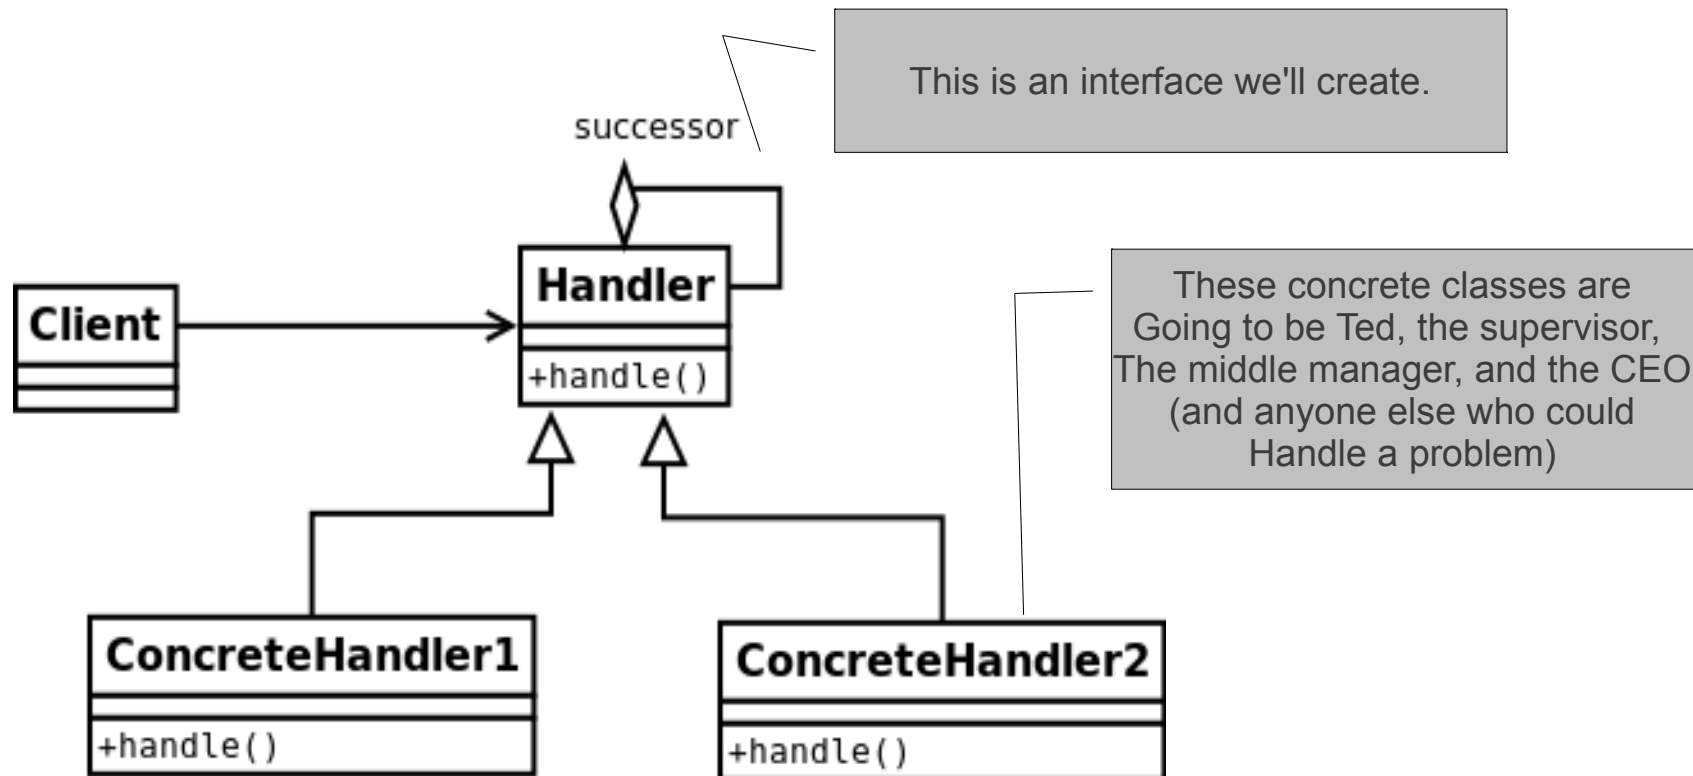 This is an interface we'll create.
successor
Handler
+handle()
Client
These concrete classes are
Going to be Ted, the supervisor,
The middle manager, and the CEO
(and anyone else who could
Handle a problem)
ConcreteHandler1
+handle()
ConcreteHandler2
+handle()